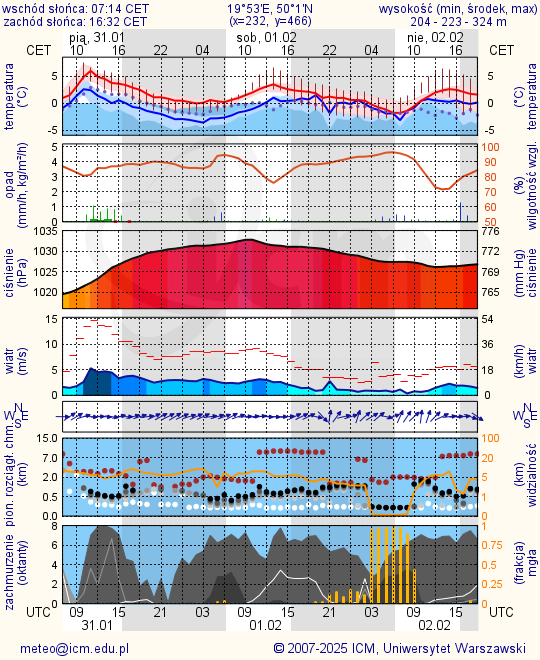 wschód słońca: 07:14 CET 19°53'E, 50°1'N wysokość (min, środek, max)
zachód słońca: 16:32 CET (x=232, y=466) 204 - 223 - 324 m
pią, 31.01 sob, 01.02 nie, 02.02
CET 10 16 22 04 10 16 22 04 10 16 CET
temperatura (°C) 5 0 -5 5 0 -5 temperatura (°C)
opad (mm/h, kg/m²/h) 5 4 3 2 1 0 100 90 80 70 60 50 (%) wilgotność wzgl.
ciśnienie (hPa) 1035 1030 1025 1020 776 772 769 765 (mm Hg) ciśnienie
wiatr (m/s) 15 10 5 0 54 36 18 0 (km/h) wiatr
N W E S N W E S
pion. rozciągł. chm. (km) 15.0 7.0 2.0 0.5 0.0 100 20 5 1 0 (km) widzialność
zachmurzenie (oktanty) 8 6 4 2 0 1 0.75 0.5 0.25 0 (frakcja) mgła
UTC 09 15 21 03 09 15 21 03 09 15 UTC
31.01 01.02 02.02
meteo@icm.edu.pl © 2007-2025 ICM, Uniwersytet Warszawski